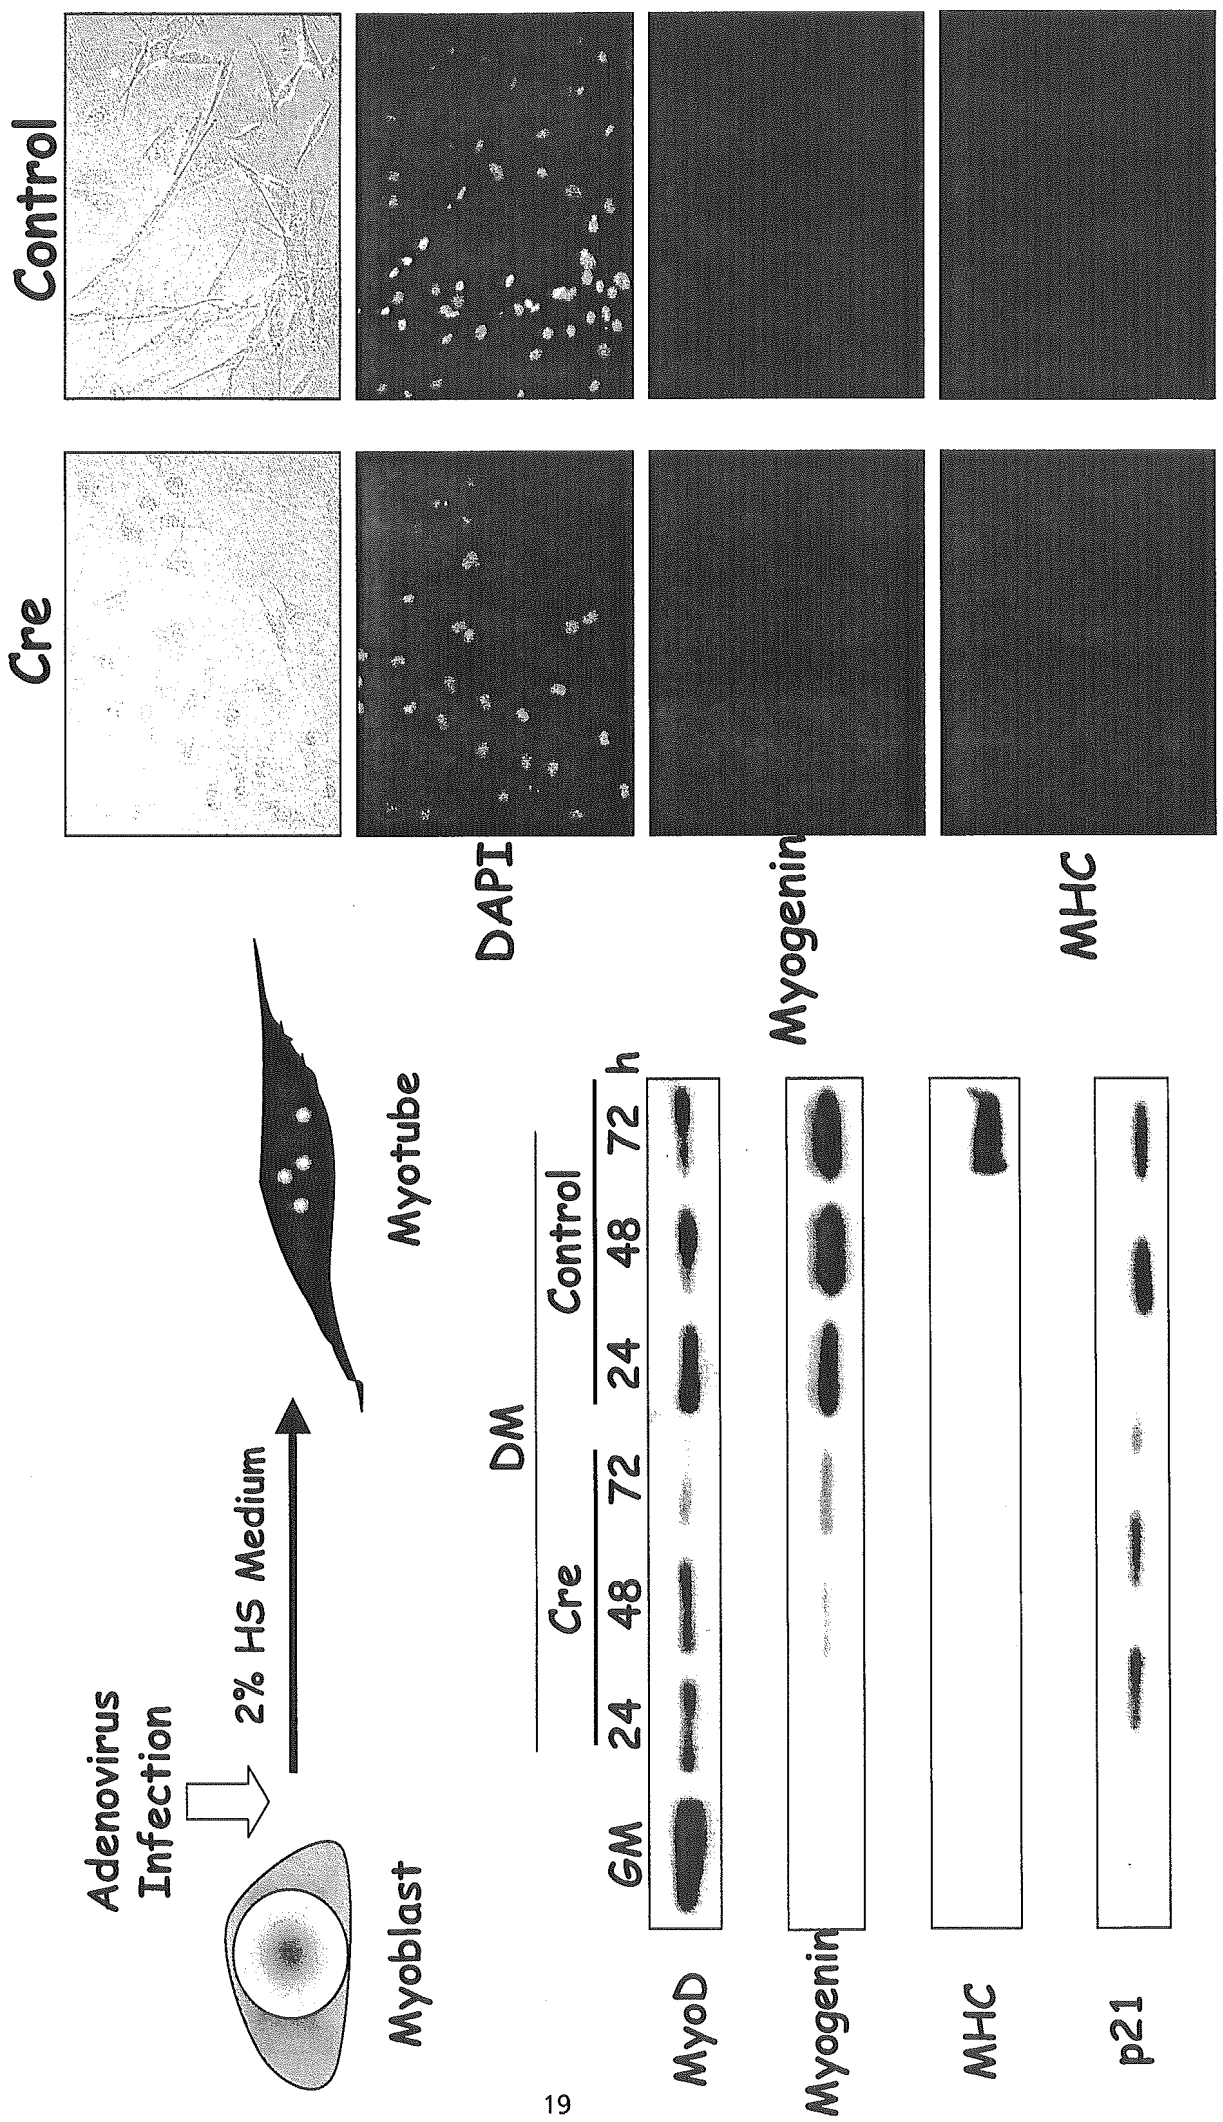 Adenovirus
Infection
2% HS Medium
Myoblast
Myotube
DM
Cre
Control
GM
24
48
72
24
48
72
h
MyoD
Myogenin
MHC
p21
Cre
Control
DAPI
Myogenin
MHC
19